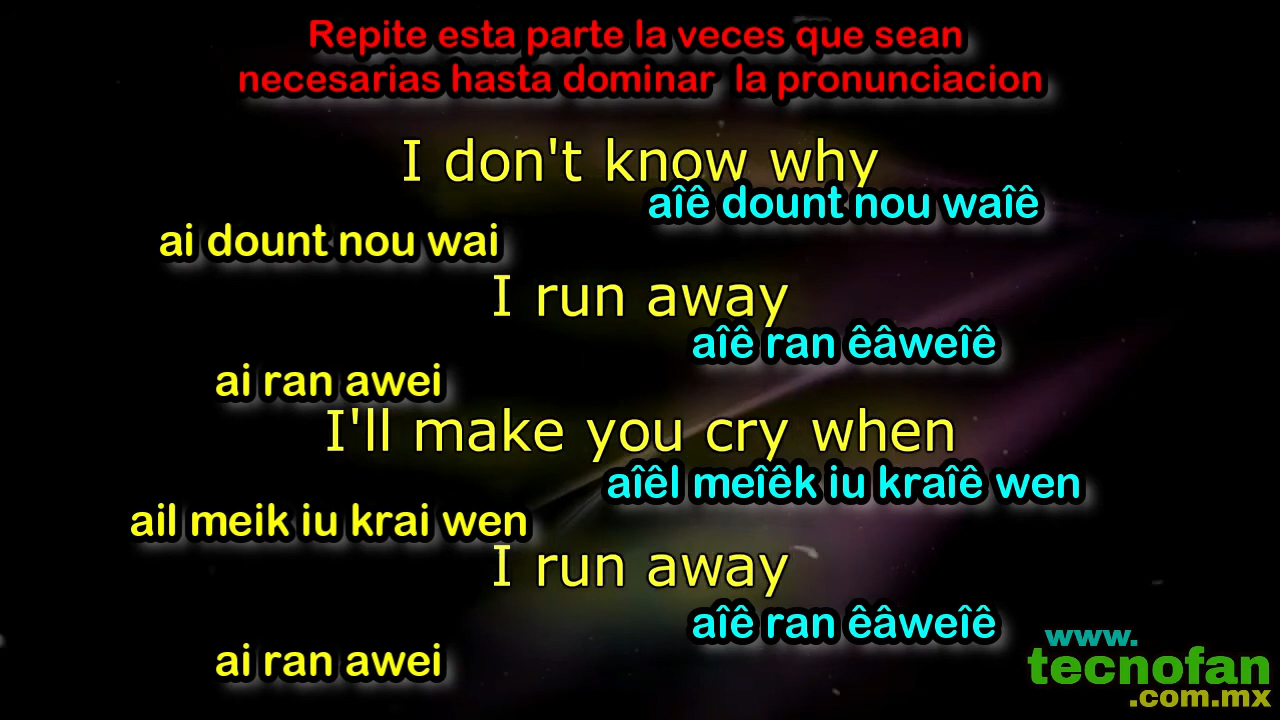 Repite esta parte la veces que sean
necesarias hasta dominar la pronunciacion
I don't know why
aîê dount nou waîê
ai dount nou wai
I run away
aîê ran êâweîê
ai ran awei
I'll make you cry when
aîêl meîêk iu kraîê wen
ail meik iu krai wen
I run away
aîê ran êâweîê
ai ran awei
www.
tecnofan
.com.mx